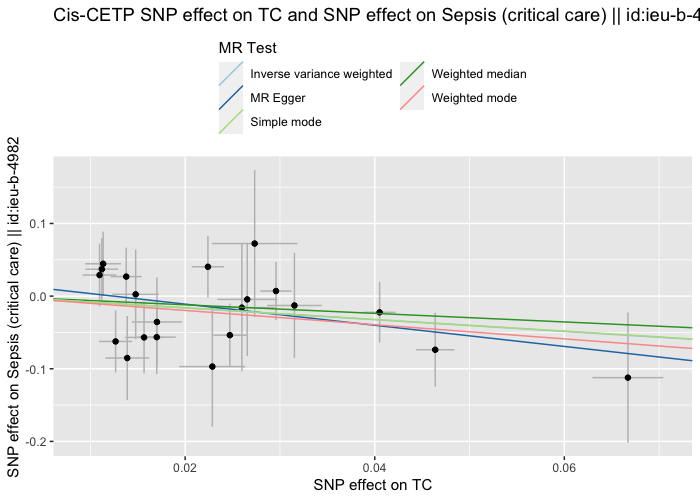 Cis-CETP SNP effect on TC and SNP effect on Sepsis (critical care) || id:ieu-b-4
MR Test
Inverse variance weighted
MR Egger
Simple mode
Weighted median
Weighted mode
SNP effect on Sepsis (critical care) || id:ieu-b-4982
0.1
0.0
-0.1
-0.2
0.02
0.04
0.06
SNP effect on TC